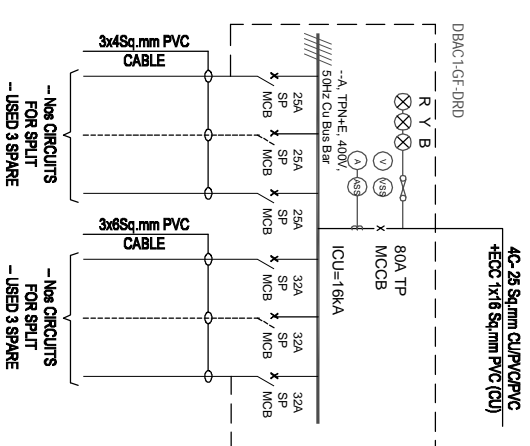 DBAC1-GF-DRD
4C- 25 Sq.mm CU/PVC/PVC
+ECC 1x16 Sq.mm PVC (CU)
R Y B
V
VSS
A
ASS
80A TP
MCCB
ICU=16kA
--A, TPN+E, 400V,
50Hz Cu Bus Bar
25A
SP
MCB
25A
SP
MCB
25A
SP
MCB
32A
SP
MCB
32A
SP
MCB
32A
SP
MCB
3x4Sq.mm PVC
CABLE
3x6Sq.mm PVC
CABLE
-- Nos CIRCUITS
FOR SPLIT
-- USED 3 SPARE
-- Nos CIRCUITS
FOR SPLIT
-- USED 3 SPARE